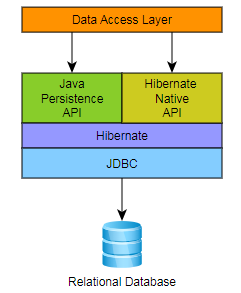 Data Access Layer
Java
Persistence
API
Hibernate
Native
API
Hibernate
JDBC
Relational Database